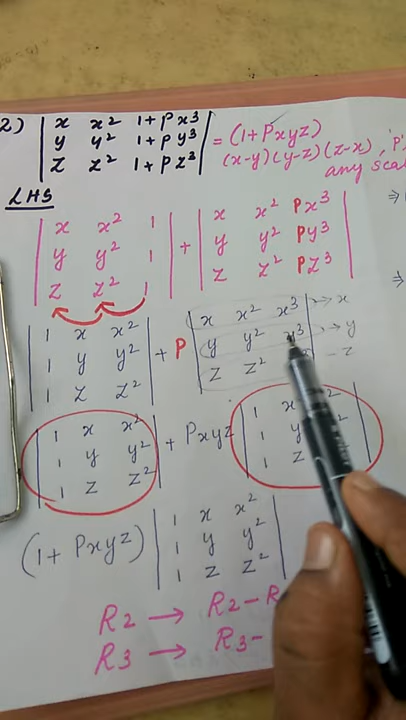 2) | x x² 1+Px³ |
| y y² 1+Py³ | = (1+Pxyz)
| z z² 1+Pz³ | (x-y)(y-z)(z-x), 'P'
any
LHS
| x x² 1 | + | x x² Px³ |
| y y² 1 | | y y² Py³ |
| z z² 1 | | z z² Pz³ |
| 1 x x² | + P | x x² x³ | → x
| 1 y y² | | y y² x³ | → y
| 1 z z² | | z z² | - z
| 1 x x² | + Pxyz | 1 x ² |
| 1 y y² | | 1 y |
| 1 z z² | | 1 z |
(1+Pxyz) | 1 x x² |
| 1 y y² |
| 1 z z² |
R2 → R2 - R
R3 → R3 -